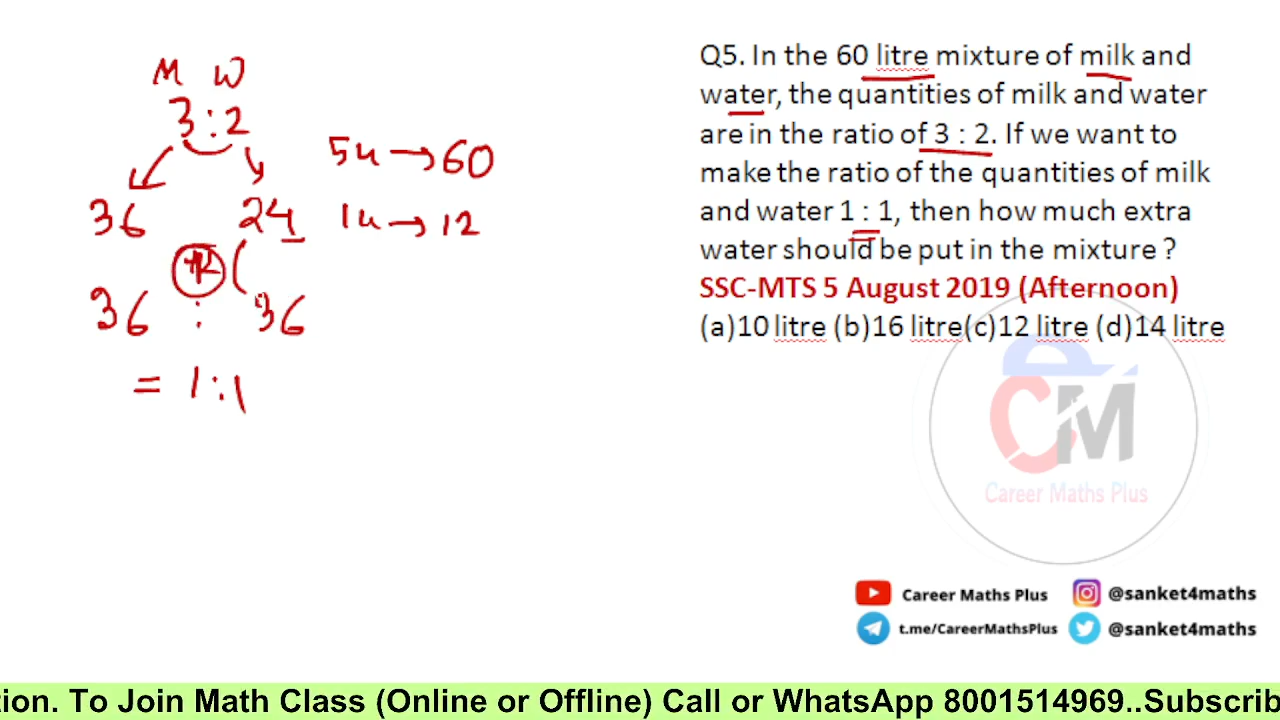 M W
3:2
5u → 60
36 24
1u → 12
+12
36 : 36
= 1:1
Q5. In the 60 litre mixture of milk and
water, the quantities of milk and water
are in the ratio of 3 : 2. If we want to
make the ratio of the quantities of milk
and water 1 : 1, then how much extra
water should be put in the mixture ?
SSC-MTS 5 August 2019 (Afternoon)
(a)10 litre (b)16 litre(c)12 litre (d)14 litre
eCM
Career Maths Plus
Career Maths Plus @sanket4maths
t.me/CareerMathsPlus @sanket4maths
tion. To Join Math Class (Online or Offline) Call or WhatsApp 8001514969..Subscrib